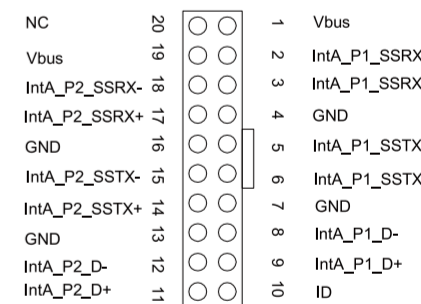 NC 20 1 Vbus
Vbus 19 2 IntA_P1_SSRX
IntA_P2_SSRX- 18 3 IntA_P1_SSRX
IntA_P2_SSRX+ 17 4 GND
GND 16 5 IntA_P1_SSTX
IntA_P2_SSTX- 15 6 IntA_P1_SSTX
IntA_P2_SSTX+ 14 7 GND
GND 13 8 IntA_P1_D-
IntA_P2_D- 12 9 IntA_P1_D+
IntA_P2_D+ 11 10 ID